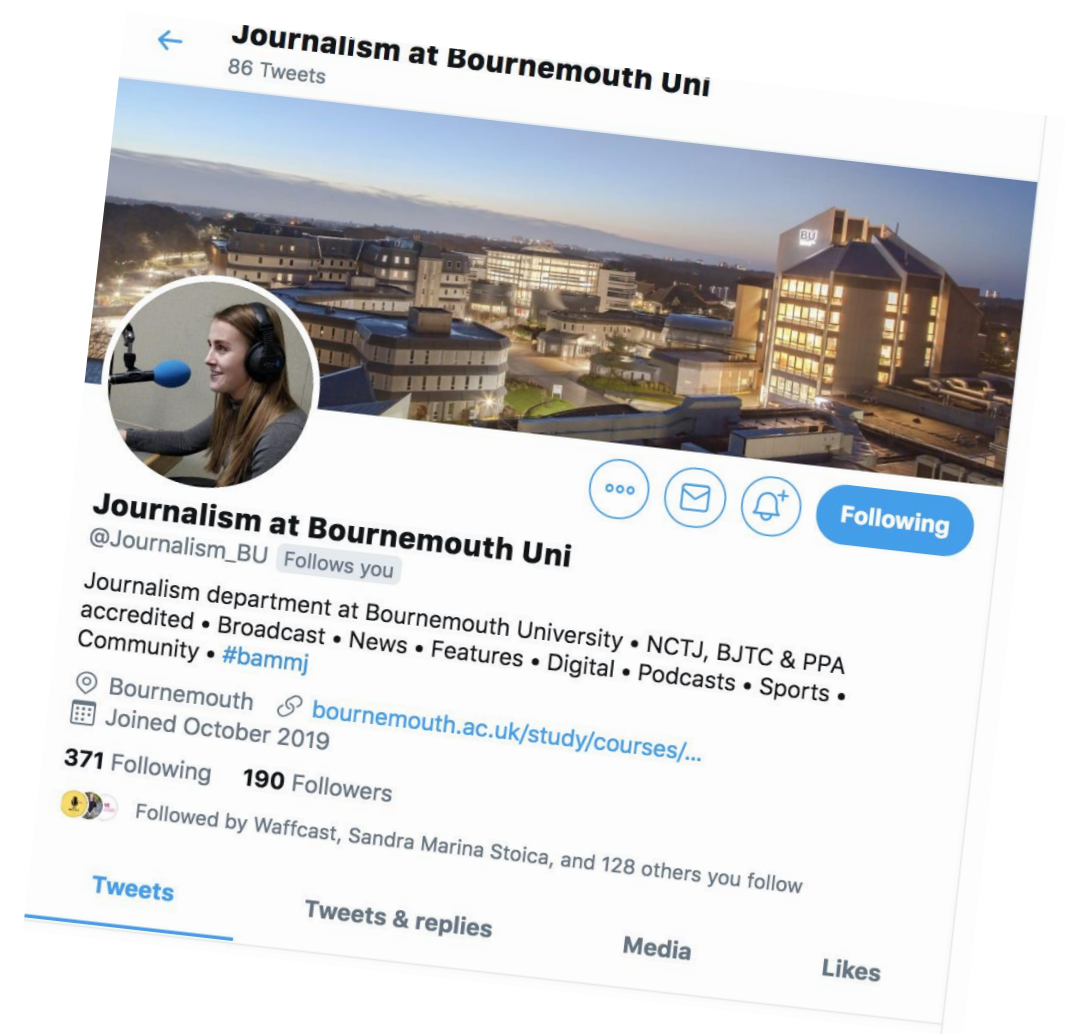 Journalism at Bournemouth Uni
86 Tweets
BU
Following
Journalism at Bournemouth Uni
@Journalism_BU Follows you
Journalism department at Bournemouth University • NCTJ, BJTC & PPA
accredited • Broadcast • News • Features • Digital • Podcasts • Sports •
Community • #bammj
Bournemouth bournemouth.ac.uk/study/courses/...
Joined October 2019
371 Following 190 Followers
Followed by Waffcast, Sandra Marina Stoica, and 128 others you follow
Tweets Tweets & replies Media Likes